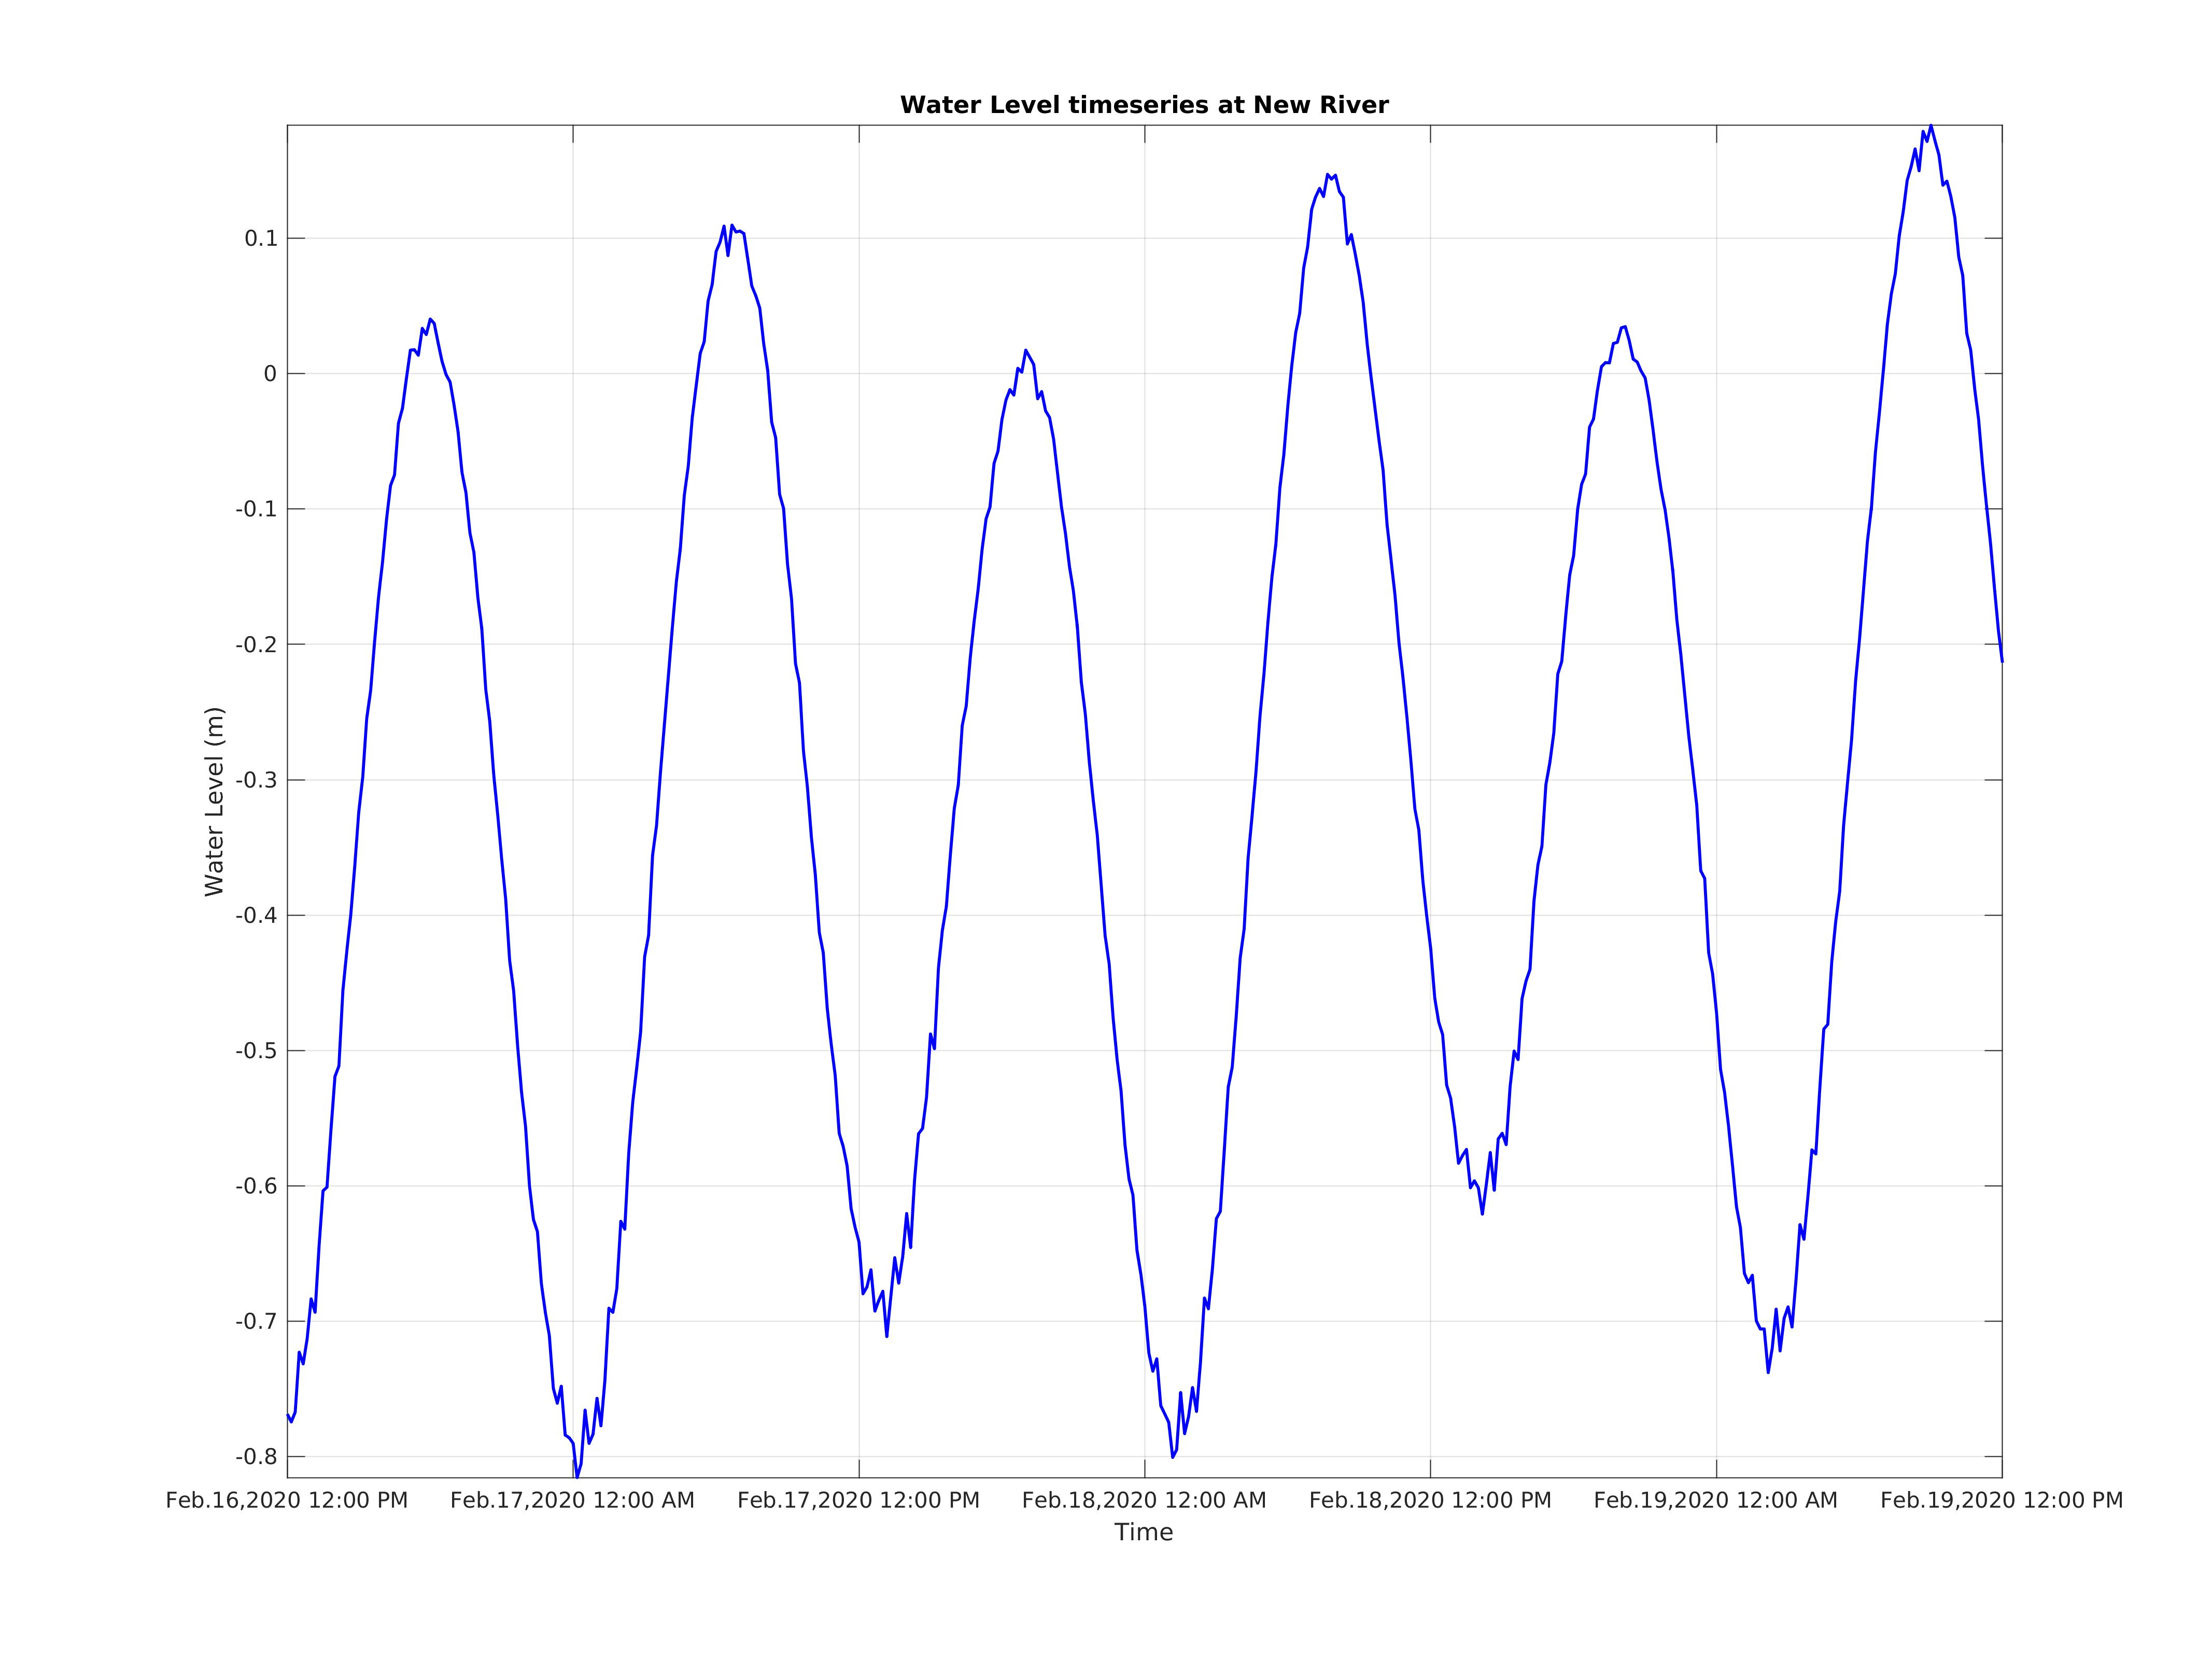 Water Level timeseries at New River
Water Level (m)
0.1
0
-0.1
-0.2
-0.3
-0.4
-0.5
-0.6
-0.7
-0.8
Feb.16,2020 12:00 PM
Feb.17,2020 12:00 AM
Feb.17,2020 12:00 PM
Feb.18,2020 12:00 AM
Feb.18,2020 12:00 PM
Feb.19,2020 12:00 AM
Feb.19,2020 12:00 PM
Time